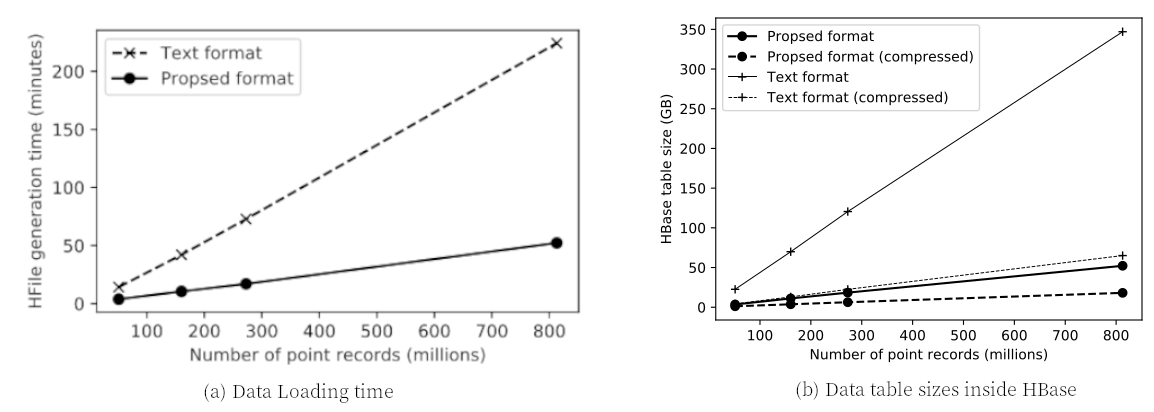 Text format
Propsed format
200
150
100
50
0
HFile generation time (minutes)
100 200 300 400 500 600 700 800
Number of point records (millions)
(a) Data Loading time
Propsed format
Propsed format (compressed)
Text format
Text format (compressed)
350
300
250
200
150
100
50
0
HBase table size (GB)
100 200 300 400 500 600 700 800
Number of point records (millions)
(b) Data table sizes inside HBase